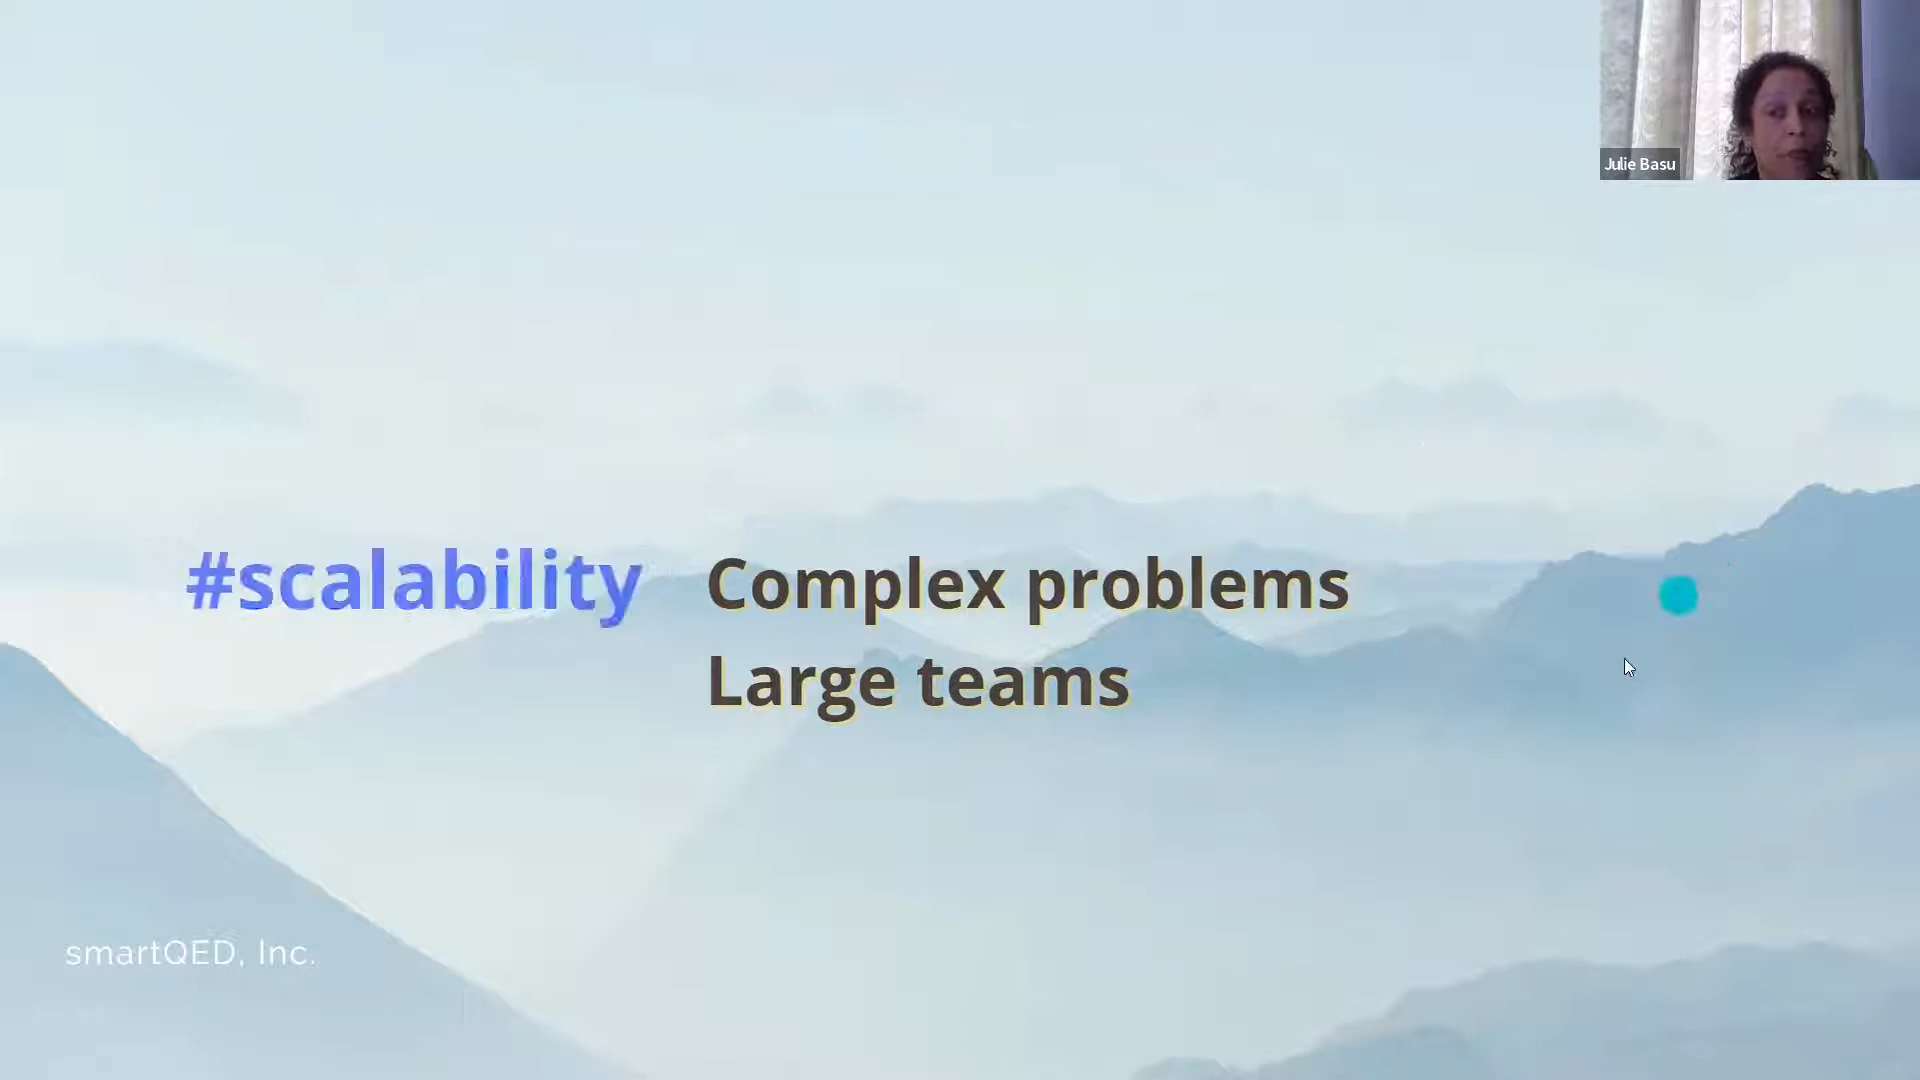 Julie Basu
#scalability Complex problems
Large teams
smartQED, Inc.